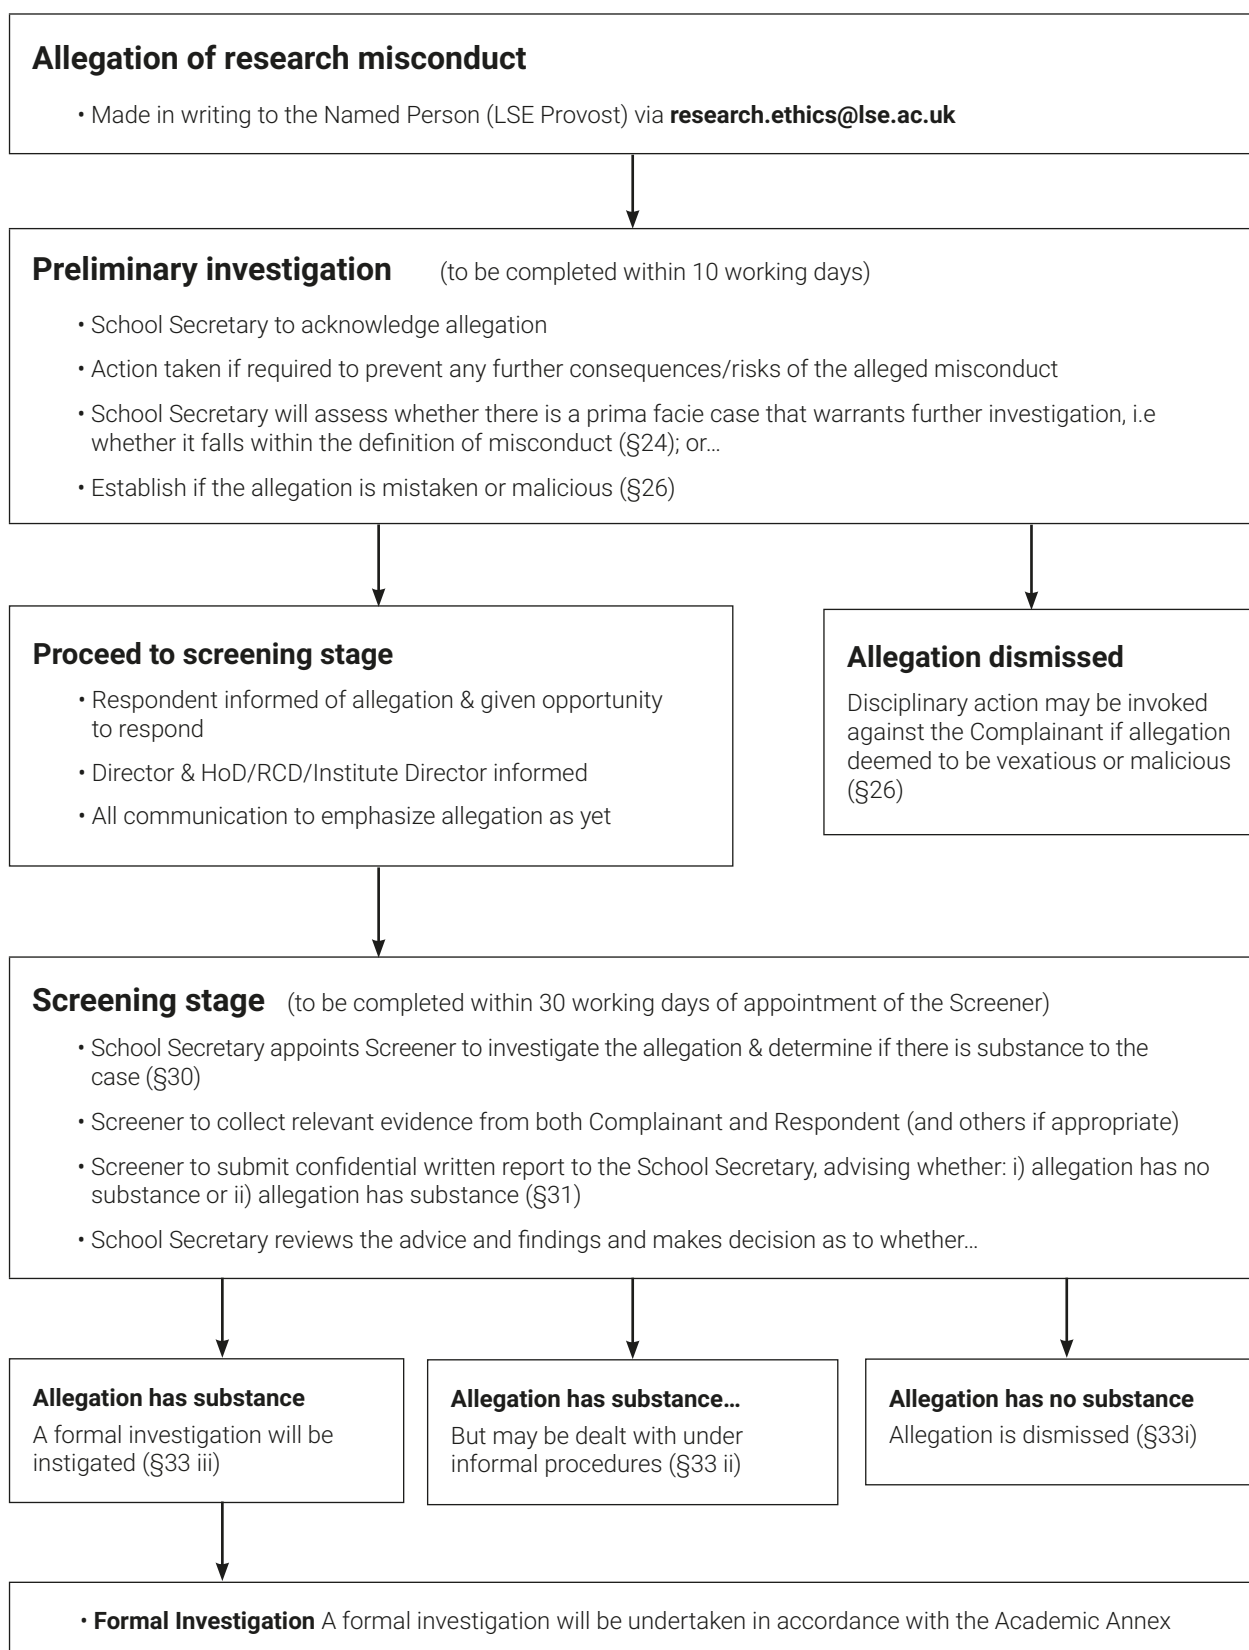 Allegation of research misconduct
• Made in writing to the Named Person (LSE Provost) via research.ethics@lse.ac.uk
Preliminary investigation (to be completed within 10 working days)
• School Secretary to acknowledge allegation
• Action taken if required to prevent any further consequences/risks of the alleged misconduct
• School Secretary will assess whether there is a prima facie case that warrants further investigation, i.e
whether it falls within the definition of misconduct (§24); or…
• Establish if the allegation is mistaken or malicious (§26)
Proceed to screening stage
• Respondent informed of allegation & given opportunity
to respond
• Director & HoD/RCD/Institute Director informed
• All communication to emphasize allegation as yet
Allegation dismissed
Disciplinary action may be invoked
against the Complainant if allegation
deemed to be vexatious or malicious
(§26)
Screening stage (to be completed within 30 working days of appointment of the Screener)
• School Secretary appoints Screener to investigate the allegation & determine if there is substance to the
case (§30)
• Screener to collect relevant evidence from both Complainant and Respondent (and others if appropriate)
• Screener to submit confidential written report to the School Secretary, advising whether: i) allegation has no
substance or ii) allegation has substance (§31)
• School Secretary reviews the advice and findings and makes decision as to whether…
Allegation has substance
A formal investigation will be
instigated (§33 iii)
Allegation has substance…
But may be dealt with under
informal procedures (§33 ii)
Allegation has no substance
Allegation is dismissed (§33i)
• Formal Investigation A formal investigation will be undertaken in accordance with the Academic Annex